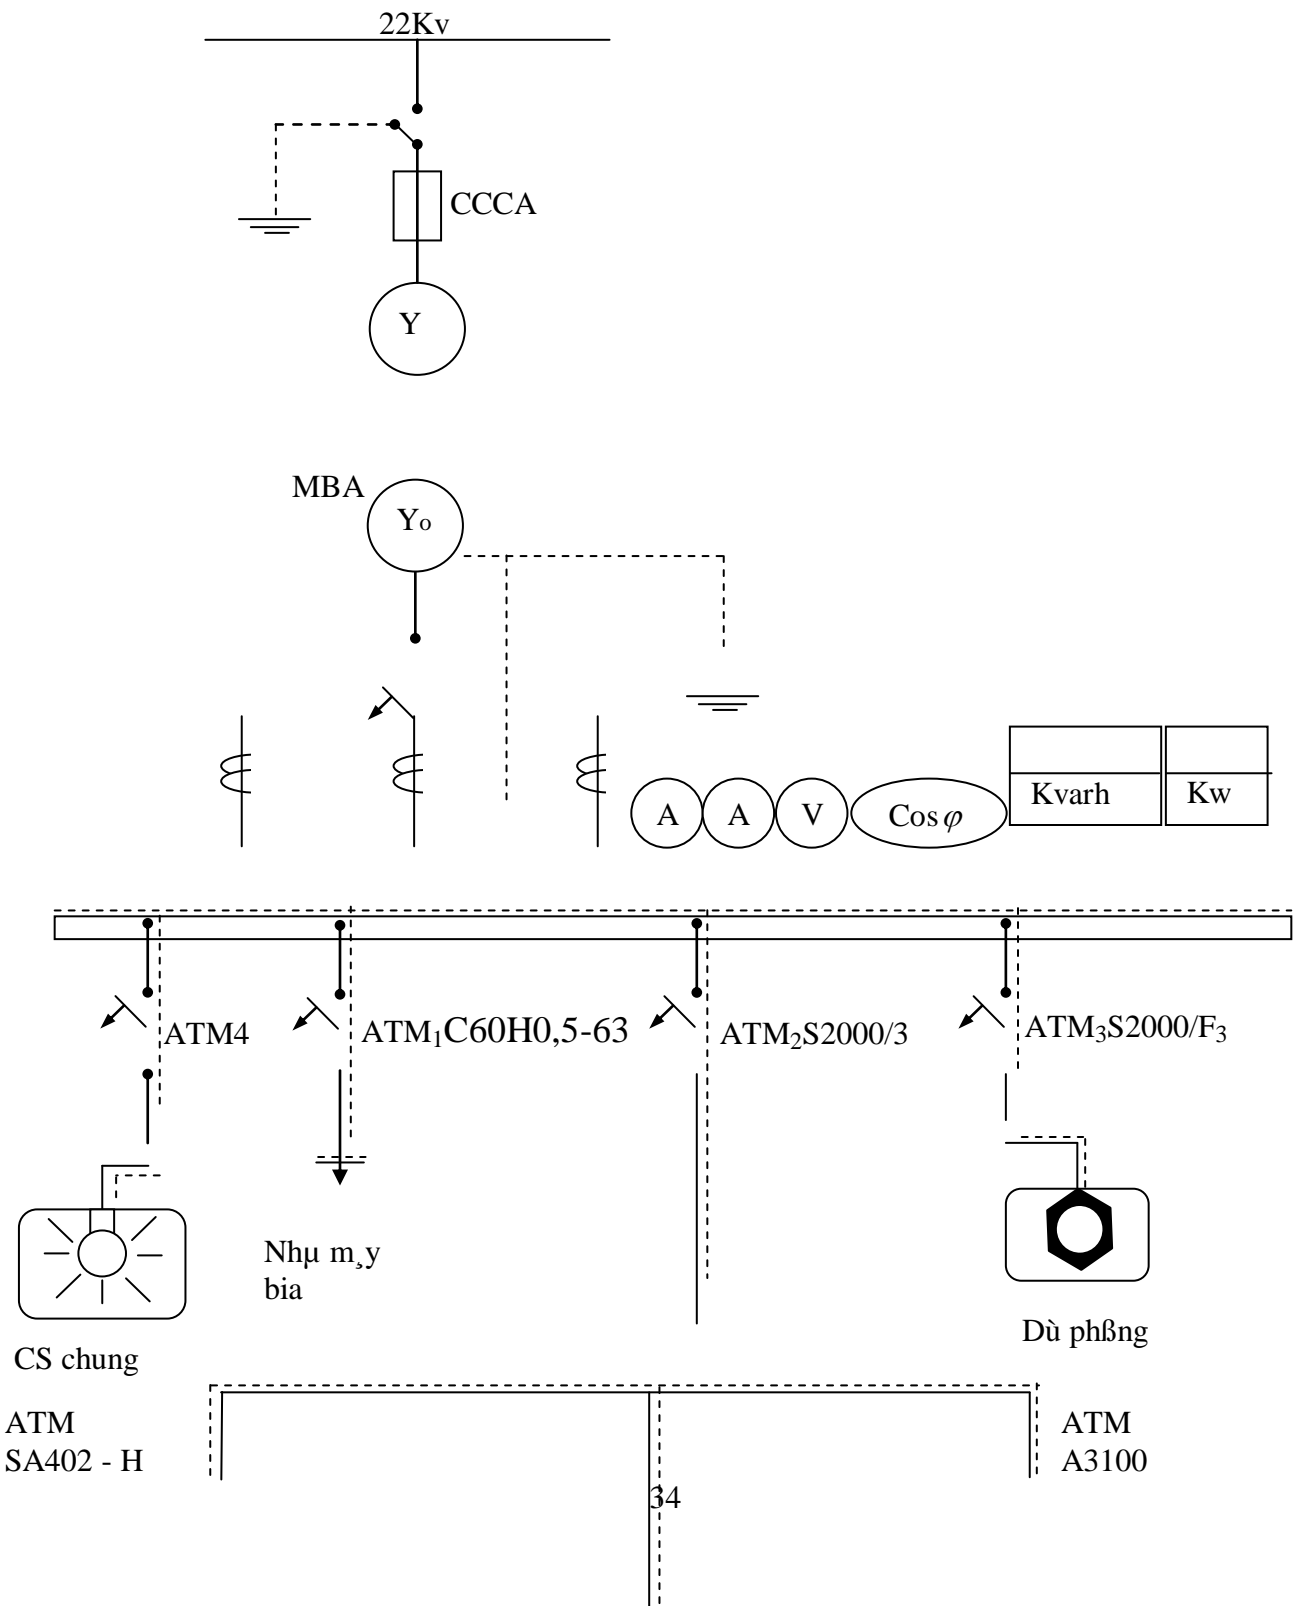 22Kv
CCCA
Y
MBA
Yo
A A V Cosφ Kvarh Kw
ATM4
ATM₁C60H0,5-63
ATM₂S2000/3
ATM₃S2000/F₃
Nhµ m¸y
bia
Dù phßng
CS chung
ATM
SA402 - H
ATM
A3100
34